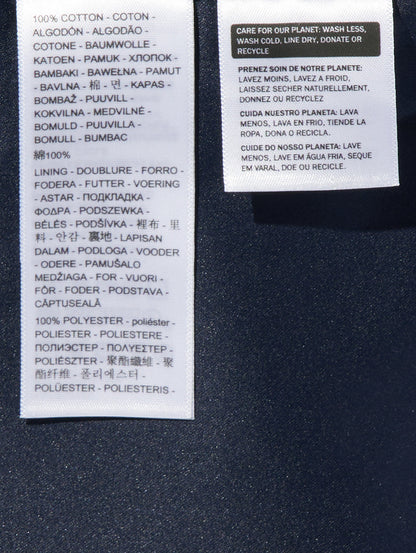 100% COTTON - COTON -
ALGODÓN - ALGODÃO -
COTONE - BAUMWOLLE -
KATOEN - PAMUK - ХЛОПОК -
BAMBAKI - BAWEŁNA - PAMUT
- BAVLNA - 棉 - 면 - KAPAS -
BOMBAŽ - PUUVILL -
KOKVILNA - MEDVILNĖ -
BOMULD - PUUVILLA -
BOMULL - BUMBAC
綿100%
LINING - DOUBLURE - FORRO -
FODERA - FUTTER - VOERING
- ASTAR - ПОДКЛАДКА -
ΦΟΔΡΑ - PODSZEWKA -
BÉLÉS - PODŠÍVKA - 裡布 - 里
料 - 안감 - 裏地 - LAPISAN
DALAM - PODLOGA - VOODER
- ODERE - PAMUŠALO
MEDŽIAGA - FOR - VUORI -
FÔR - FODER - PODSTAVA -
CĂPTUSEALĂ
100% POLYESTER - poliéster -
POLIESTER - POLIESTERE -
ПОЛИЭСТЕР - ΠΟΛΥΕΣΤΕΡ -
POLIÉSZTER - 聚酯纖維 - 聚
酯纤维 - 폴리에스터 -
POLÜESTER - POLIESTERIS -
CARE FOR OUR PLANET: WASH LESS,
WASH COLD, LINE DRY, DONATE OR
RECYCLE
PRENEZ SOIN DE NOTRE PLANETE:
LAVEZ MOINS, LAVEZ A FROID,
LAISSEZ SECHER NATURELLEMENT,
DONNEZ OU RECYCLEZ
CUIDA NUESTRO PLANETA: LAVA
MENOS, LAVA EN FRIO, TIENDE LA
ROPA, DONA O RECICLA.
CUIDE DO NOSSO PLANETA: LAVE
MENOS, LAVE EM ÁGUA FRIA, SEQUE
EM VARAL, DOE OU RECICLE.